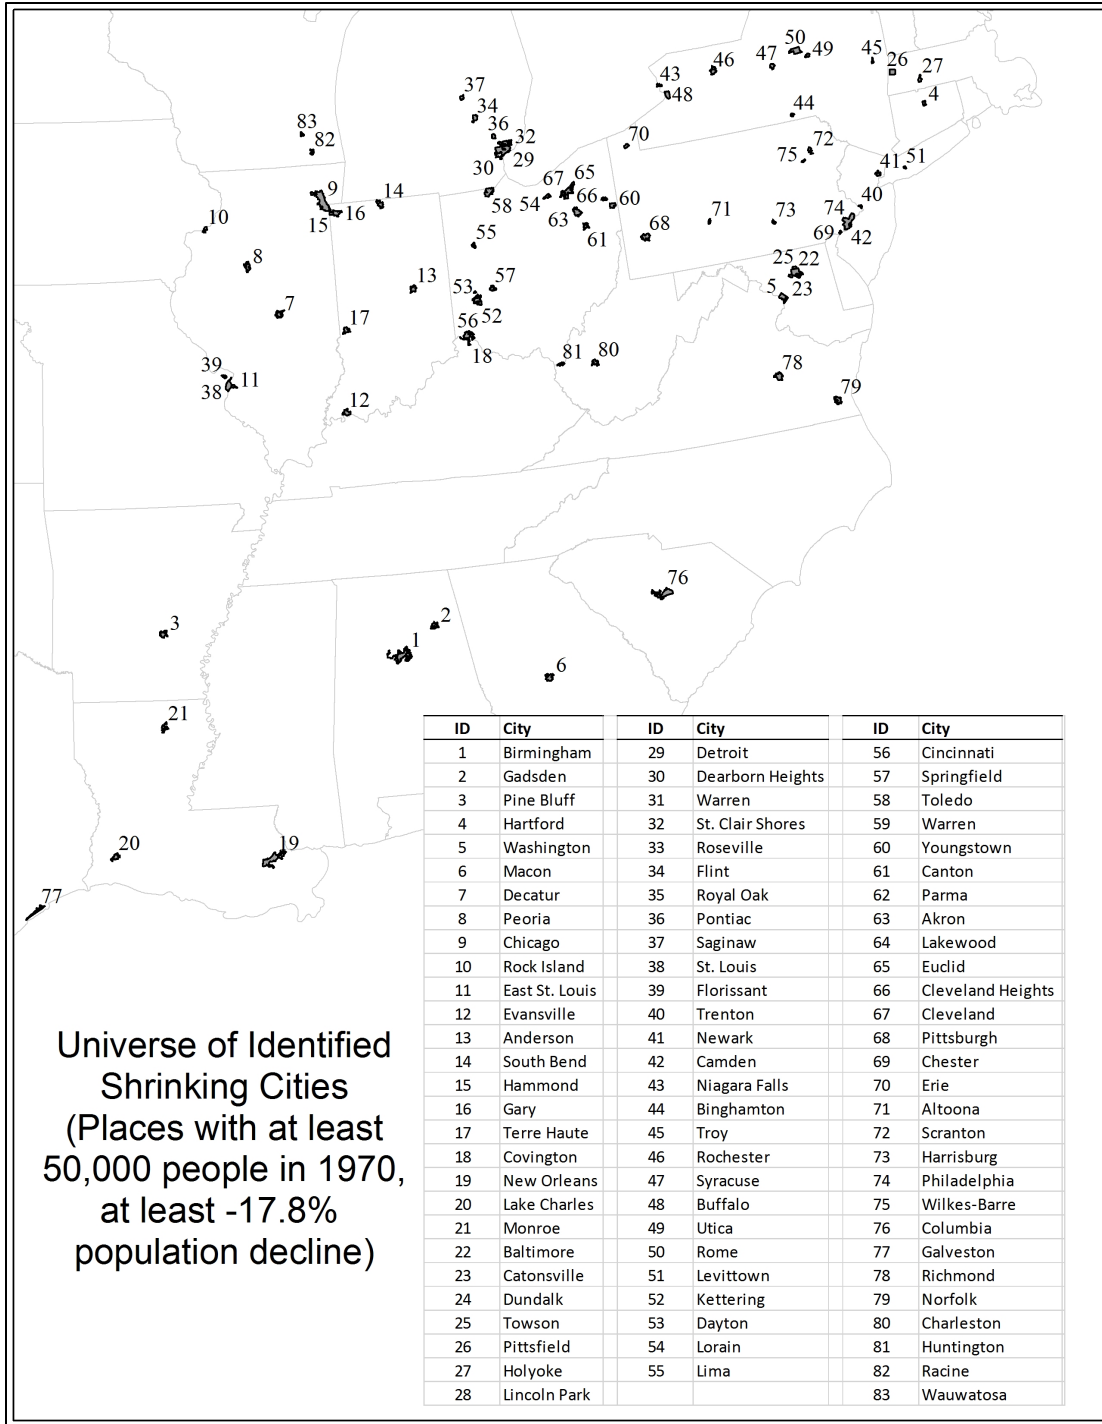 50
45
47
49
46
26
43
27
37
48
4
34
44
83
36
32
70
72
82
75
30
29
41
51
65
67
9
14
54
66
60
40
58
16
71
73
74
10
15
63
68
55
61
69
42
8
25
22
13
53
57
5
23
7
17
56
52
18
81
80
78
39
11
38
12
79
76
3
2
1
6
21
20
19
77
ID City ID City ID City
1 Birmingham 29 Detroit 56 Cincinnati
2 Gadsden 30 Dearborn Heights 57 Springfield
3 Pine Bluff 31 Warren 58 Toledo
4 Hartford 32 St. Clair Shores 59 Warren
5 Washington 33 Roseville 60 Youngstown
6 Macon 34 Flint 61 Canton
7 Decatur 35 Royal Oak 62 Parma
8 Peoria 36 Pontiac 63 Akron
9 Chicago 37 Saginaw 64 Lakewood
10 Rock Island 38 St. Louis 65 Euclid
11 East St. Louis 39 Florissant 66 Cleveland Heights
12 Evansville 40 Trenton 67 Cleveland
13 Anderson 41 Newark 68 Pittsburgh
14 South Bend 42 Camden 69 Chester
15 Hammond 43 Niagara Falls 70 Erie
16 Gary 44 Binghamton 71 Altoona
17 Terre Haute 45 Troy 72 Scranton
18 Covington 46 Rochester 73 Harrisburg
19 New Orleans 47 Syracuse 74 Philadelphia
20 Lake Charles 48 Buffalo 75 Wilkes-Barre
21 Monroe 49 Utica 76 Columbia
22 Baltimore 50 Rome 77 Galveston
23 Catonsville 51 Levittown 78 Richmond
24 Dundalk 52 Kettering 79 Norfolk
25 Towson 53 Dayton 80 Charleston
26 Pittsfield 54 Lorain 81 Huntington
27 Holyoke 55 Lima 82 Racine
28 Lincoln Park 83 Wauwatosa
Universe of Identified
Shrinking Cities
(Places with at least
50,000 people in 1970,
at least -17.8%
population decline)